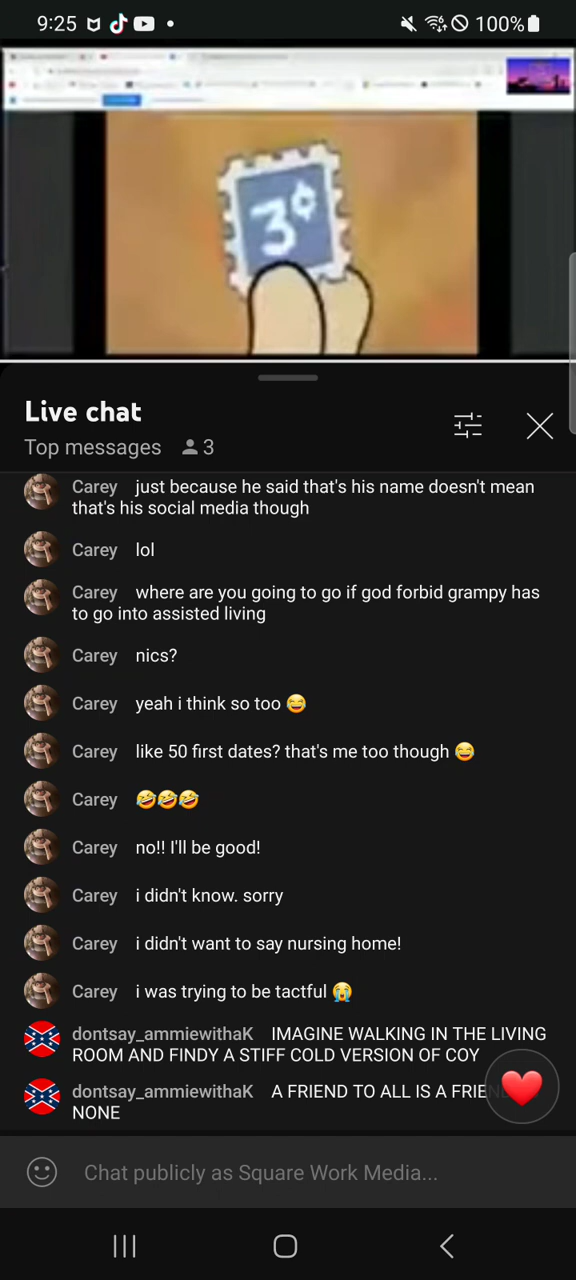 9:25
100%
3¢
Live chat
Top messages 3
Carey just because he said that's his name doesn't mean
that's his social media though
Carey lol
Carey where are you going to go if god forbid grampy has
to go into assisted living
Carey nics?
Carey yeah i think so too 😂
Carey like 50 first dates? that's me too though 😂
Carey 🤣🤣🤣
Carey no!! I'll be good!
Carey i didn't know. sorry
Carey i didn't want to say nursing home!
Carey i was trying to be tactful 😭
dontsay_ammiewithaK IMAGINE WALKING IN THE LIVING
ROOM AND FINDY A STIFF COLD VERSION OF COY
dontsay_ammiewithaK A FRIEND TO ALL IS A
NONE
Chat publicly as Square Work Media...